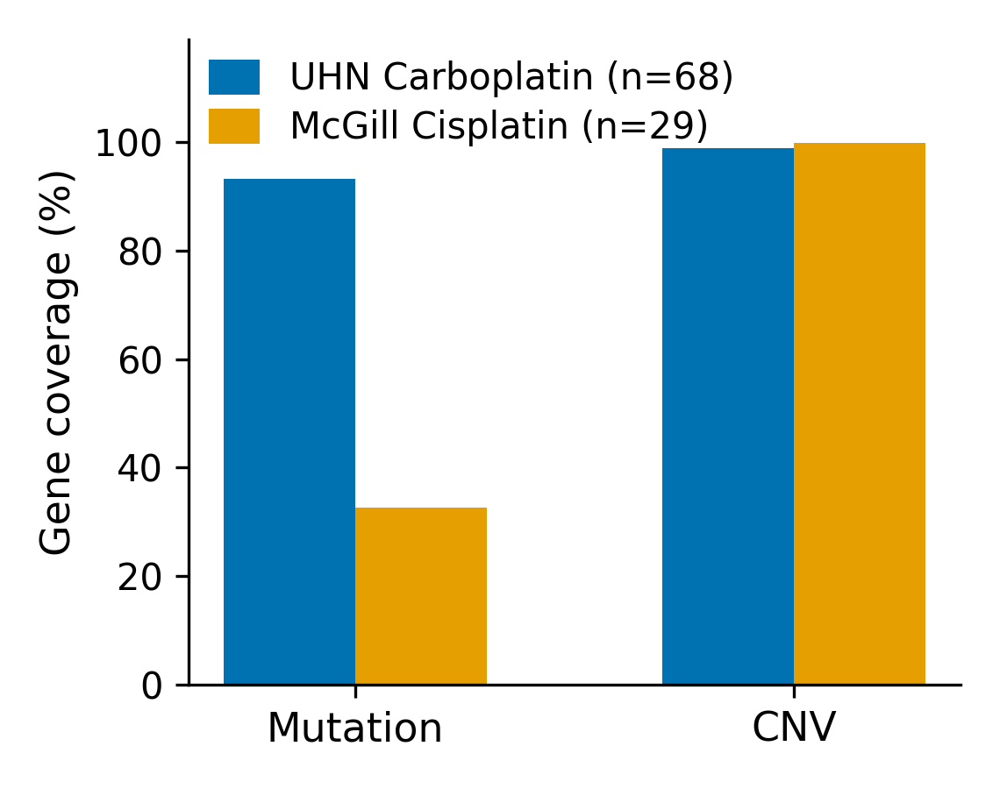 UHN Carboplatin (n=68)
McGill Cisplatin (n=29)
Gene coverage (%)
100
80
60
40
20
0
Mutation
CNV